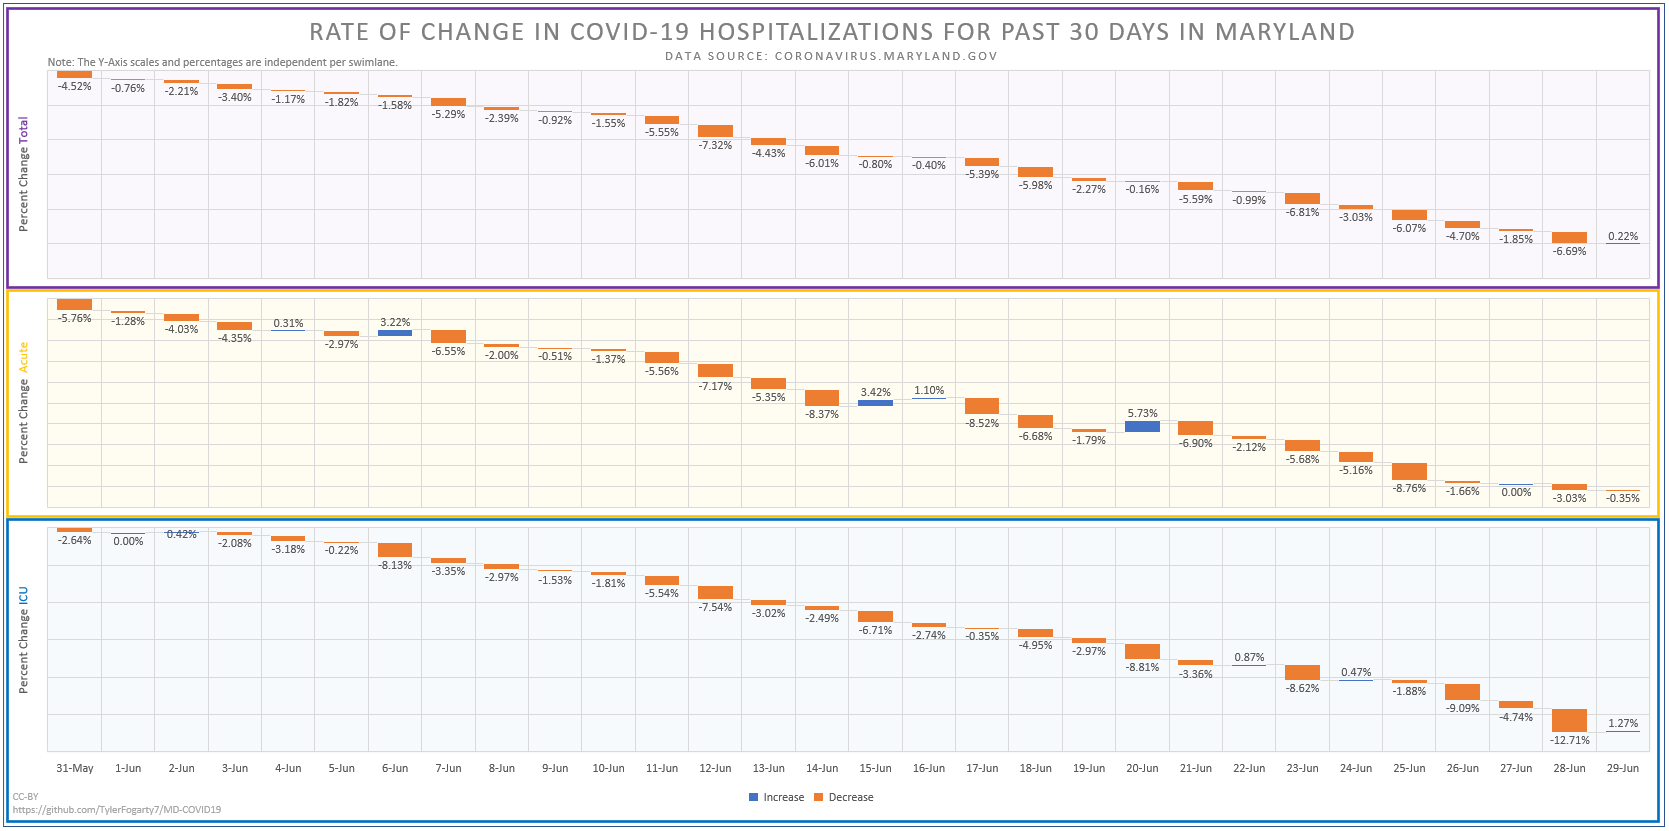 RATE OF CHANGE IN COVID-19 HOSPITALIZATIONS FOR PAST 30 DAYS IN MARYLAND
DATA SOURCE: CORONAVIRUS.MARYLAND.GOV
Note: The Y-Axis scales and percentages are independent per swimlane.
Percent Change Total
-4.52% -0.76% -2.21% -3.40% -1.17% -1.82% -1.58% -5.29% -2.39% -0.92% -1.55% -5.55% -7.32% -4.43% -6.01% -0.80% -0.40% -5.39% -5.98% -2.27% -0.16% -5.59% -0.99% -6.81% -3.03% -6.07% -4.70% -1.85% -6.69% 0.22%
Percent Change Acute
-5.76% -1.28% -4.03% -4.35% 0.31% -2.97% 3.22% -6.55% -2.00% -0.51% -1.37% -5.56% -7.17% -5.35% -8.37% 3.42% 1.10% -8.52% -6.68% -1.79% 5.73% -6.90% -2.12% -5.68% -5.16% -8.76% -1.66% 0.00% -3.03% -0.35%
Percent Change ICU
-2.64% 0.00% 0.42% -2.08% -3.18% -0.22% -8.13% -3.35% -2.97% -1.53% -1.81% -5.54% -7.54% -3.02% -2.49% -6.71% -2.74% -0.35% -4.95% -2.97% -8.81% -3.36% 0.87% -8.62% 0.47% -1.88% -9.09% -4.74% -12.71% 1.27%
31-May 1-Jun 2-Jun 3-Jun 4-Jun 5-Jun 6-Jun 7-Jun 8-Jun 9-Jun 10-Jun 11-Jun 12-Jun 13-Jun 14-Jun 15-Jun 16-Jun 17-Jun 18-Jun 19-Jun 20-Jun 21-Jun 22-Jun 23-Jun 24-Jun 25-Jun 26-Jun 27-Jun 28-Jun 29-Jun
Increase Decrease
CC-BY
https://github.com/TylerFogarty7/MD-COVID19